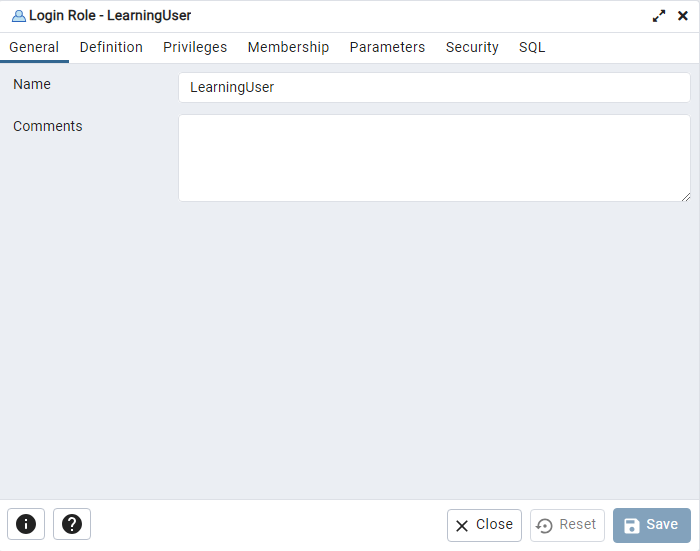 Login Role - LearningUser
General Definition Privileges Membership Parameters Security SQL
Name LearningUser
Comments
Close Reset Save